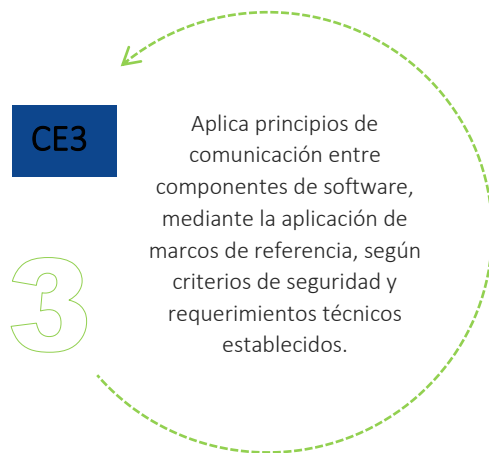 CE3
3
Aplica principios de
comunicación entre
componentes de software,
mediante la aplicación de
marcos de referencia, según
criterios de seguridad y
requerimientos técnicos
establecidos.